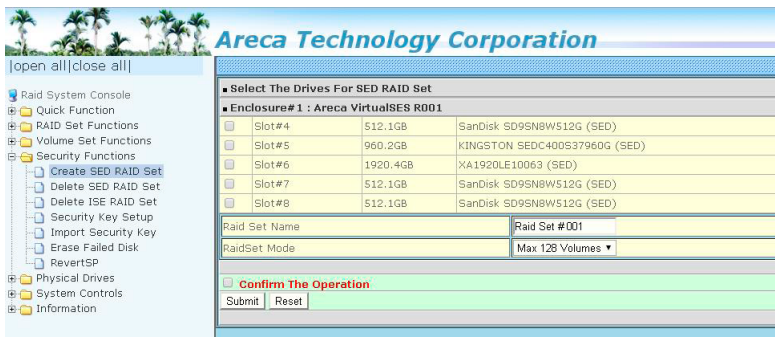 Areca Technology Corporation
|open all|close all|
Raid System Console
Quick Function
RAID Set Functions
Volume Set Functions
Security Functions
Create SED RAID Set
Delete SED RAID Set
Delete ISE RAID Set
Security Key Setup
Import Security Key
Erase Failed Disk
RevertSP
Physical Drives
System Controls
Information
Select The Drives For SED RAID Set
Enclosure#1 : Areca VirtualSES R001
Slot#4 512.1GB SanDisk SD9SN8W512G (SED)
Slot#5 960.2GB KINGSTON SEDC400S37960G (SED)
Slot#6 1920.4GB XA1920LE10063 (SED)
Slot#7 512.1GB SanDisk SD9SN8W512G (SED)
Slot#8 512.1GB SanDisk SD9SN8W512G (SED)
Raid Set Name Raid Set #001
RaidSet Mode Max 128 Volumes
Confirm The Operation
Submit Reset